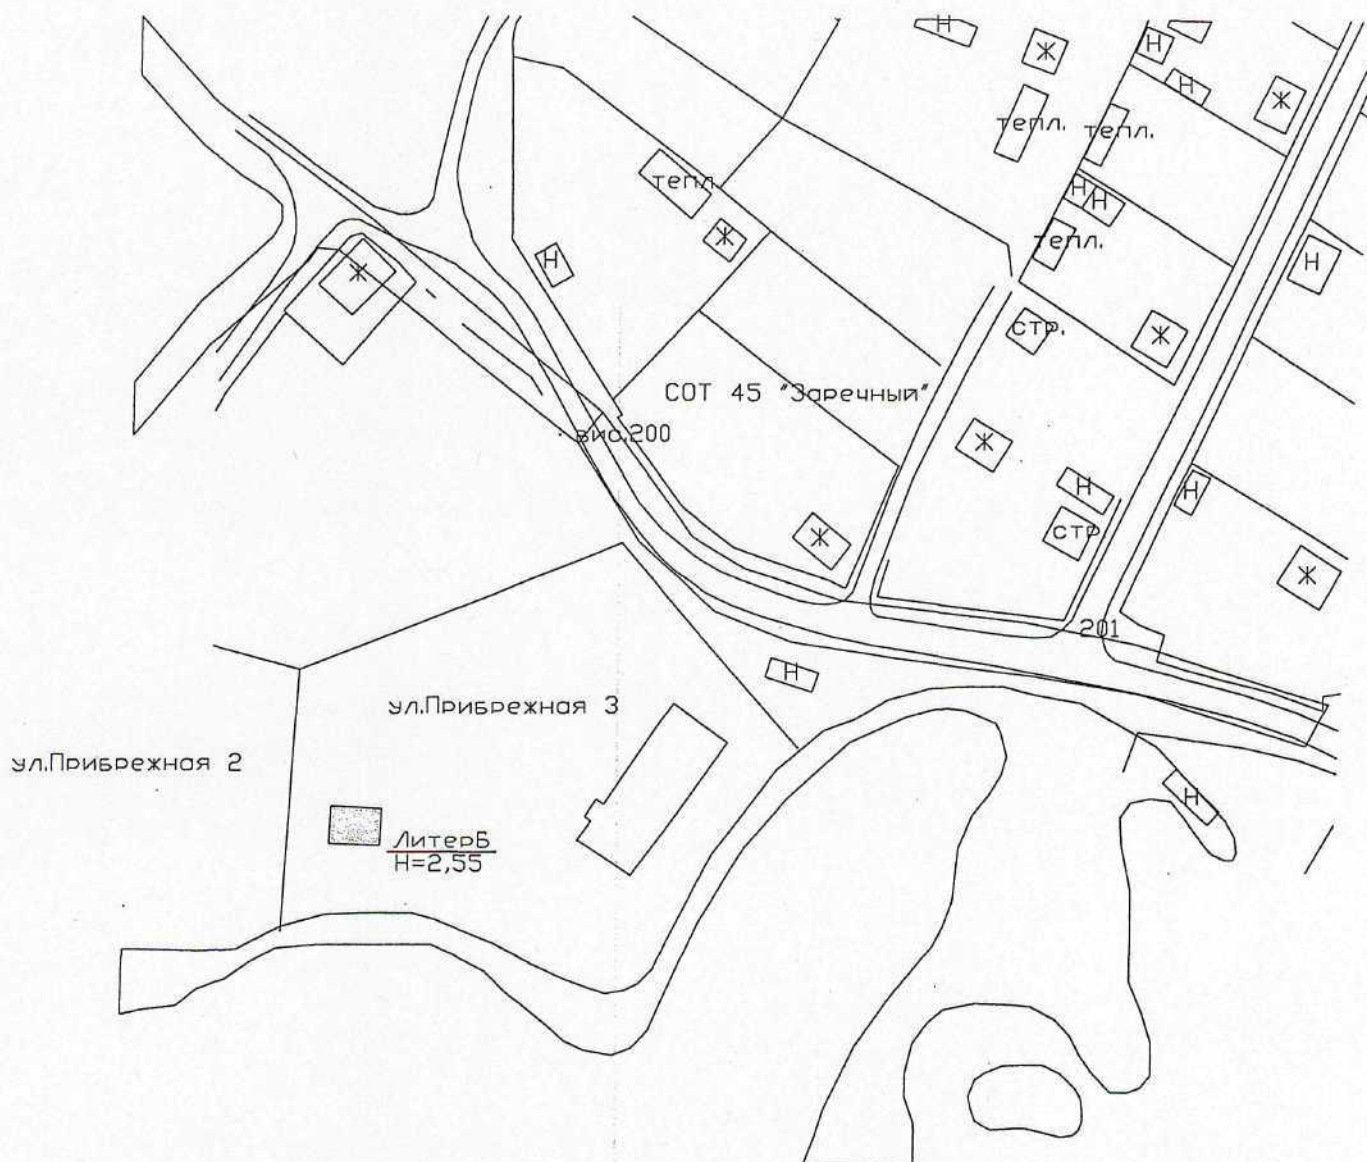 Н
Ж
Н
Н
Ж
тепл.
тепл.
тепл.
Н
Н
Ж
тепл.
Н
Н
Ж
СТР.
Ж
СОТ 45 "Заречный"
200
Ж
Н
Н
СТР
Ж
Ж
201
Н
ул.Прибрежная 3
ул.Прибрежная 2
Н
ЛитерБ
Н=2,55